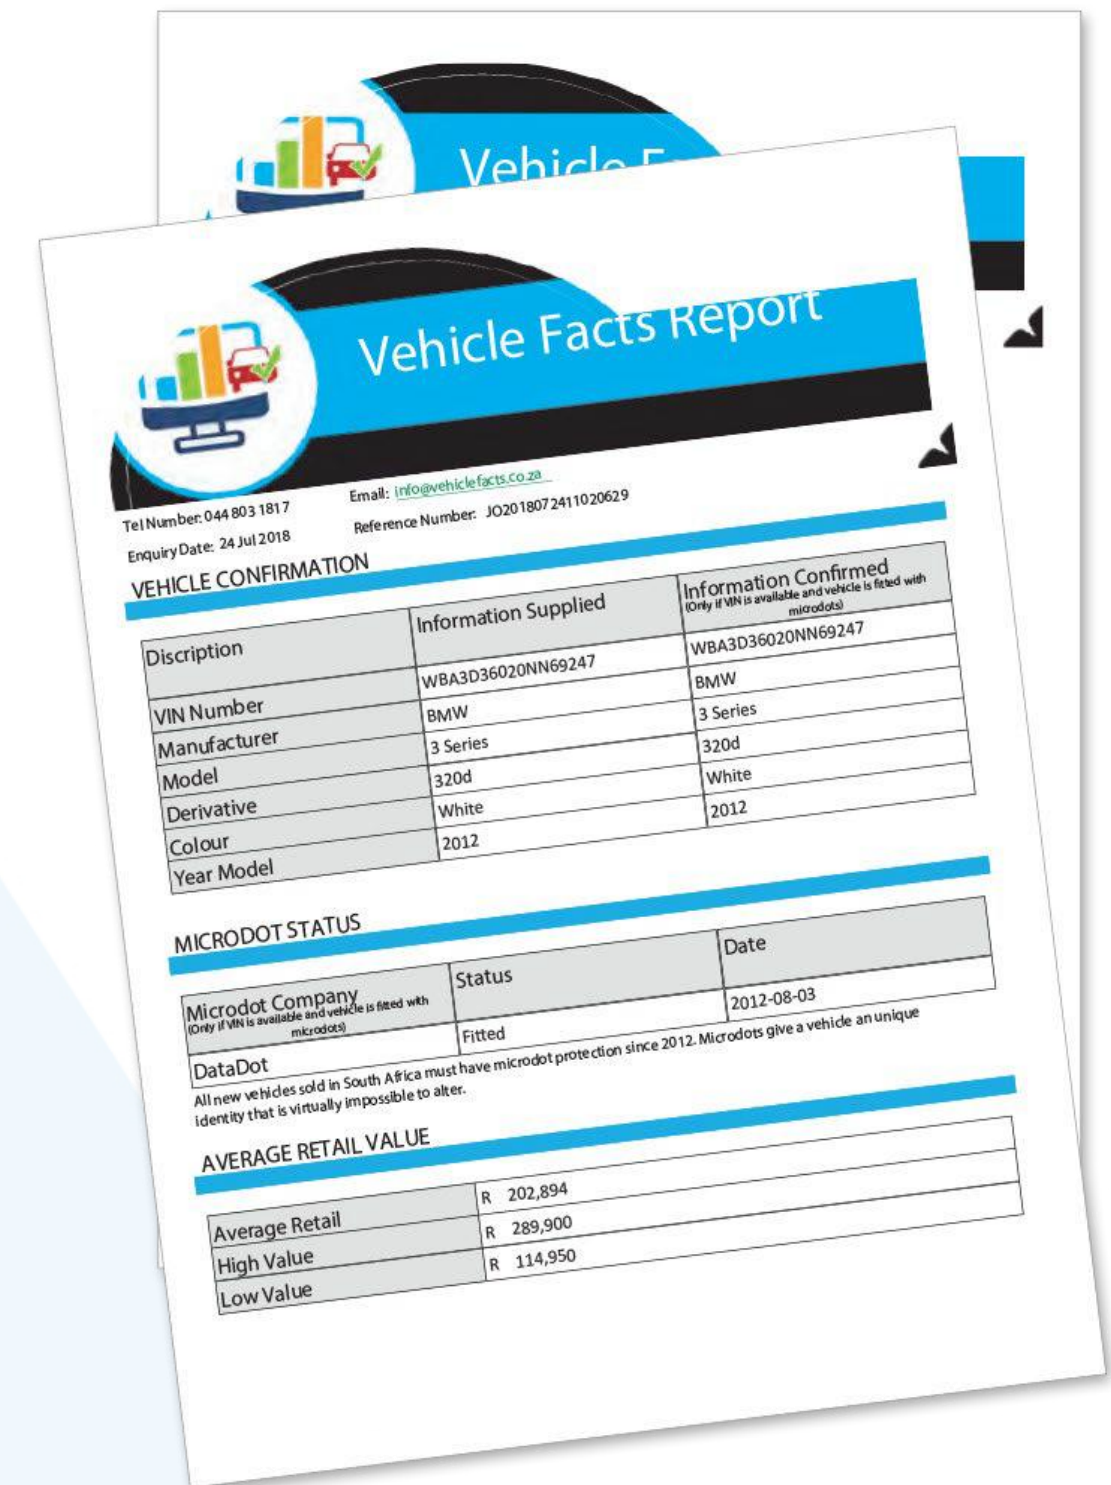 Vehicle F
Vehicle Facts Report
Tel Number: 044 803 1817 Email: info@vehiclefacts.co.za
Enquiry Date: 24 Jul 2018 Reference Number: JO2018072411020629
VEHICLE CONFIRMATION
Discription Information Supplied Information Confirmed
(Only if VIN is available and vehicle is fitted with
microdots)
VIN Number WBA3D36020NN69247 WBA3D36020NN69247
Manufacturer BMW BMW
Model 3 Series 3 Series
Derivative 320d 320d
Colour White White
Year Model 2012 2012
MICRODOT STATUS
Microdot Company Status Date
(Only if VIN is available and vehicle is fitted with
microdots)
DataDot Fitted 2012-08-03
All new vehicles sold in South Africa must have microdot protection since 2012. Microdots give a vehicle an unique
identity that is virtually impossible to alter.
AVERAGE RETAIL VALUE
Average Retail R 202,894
High Value R 289,900
Low Value R 114,950